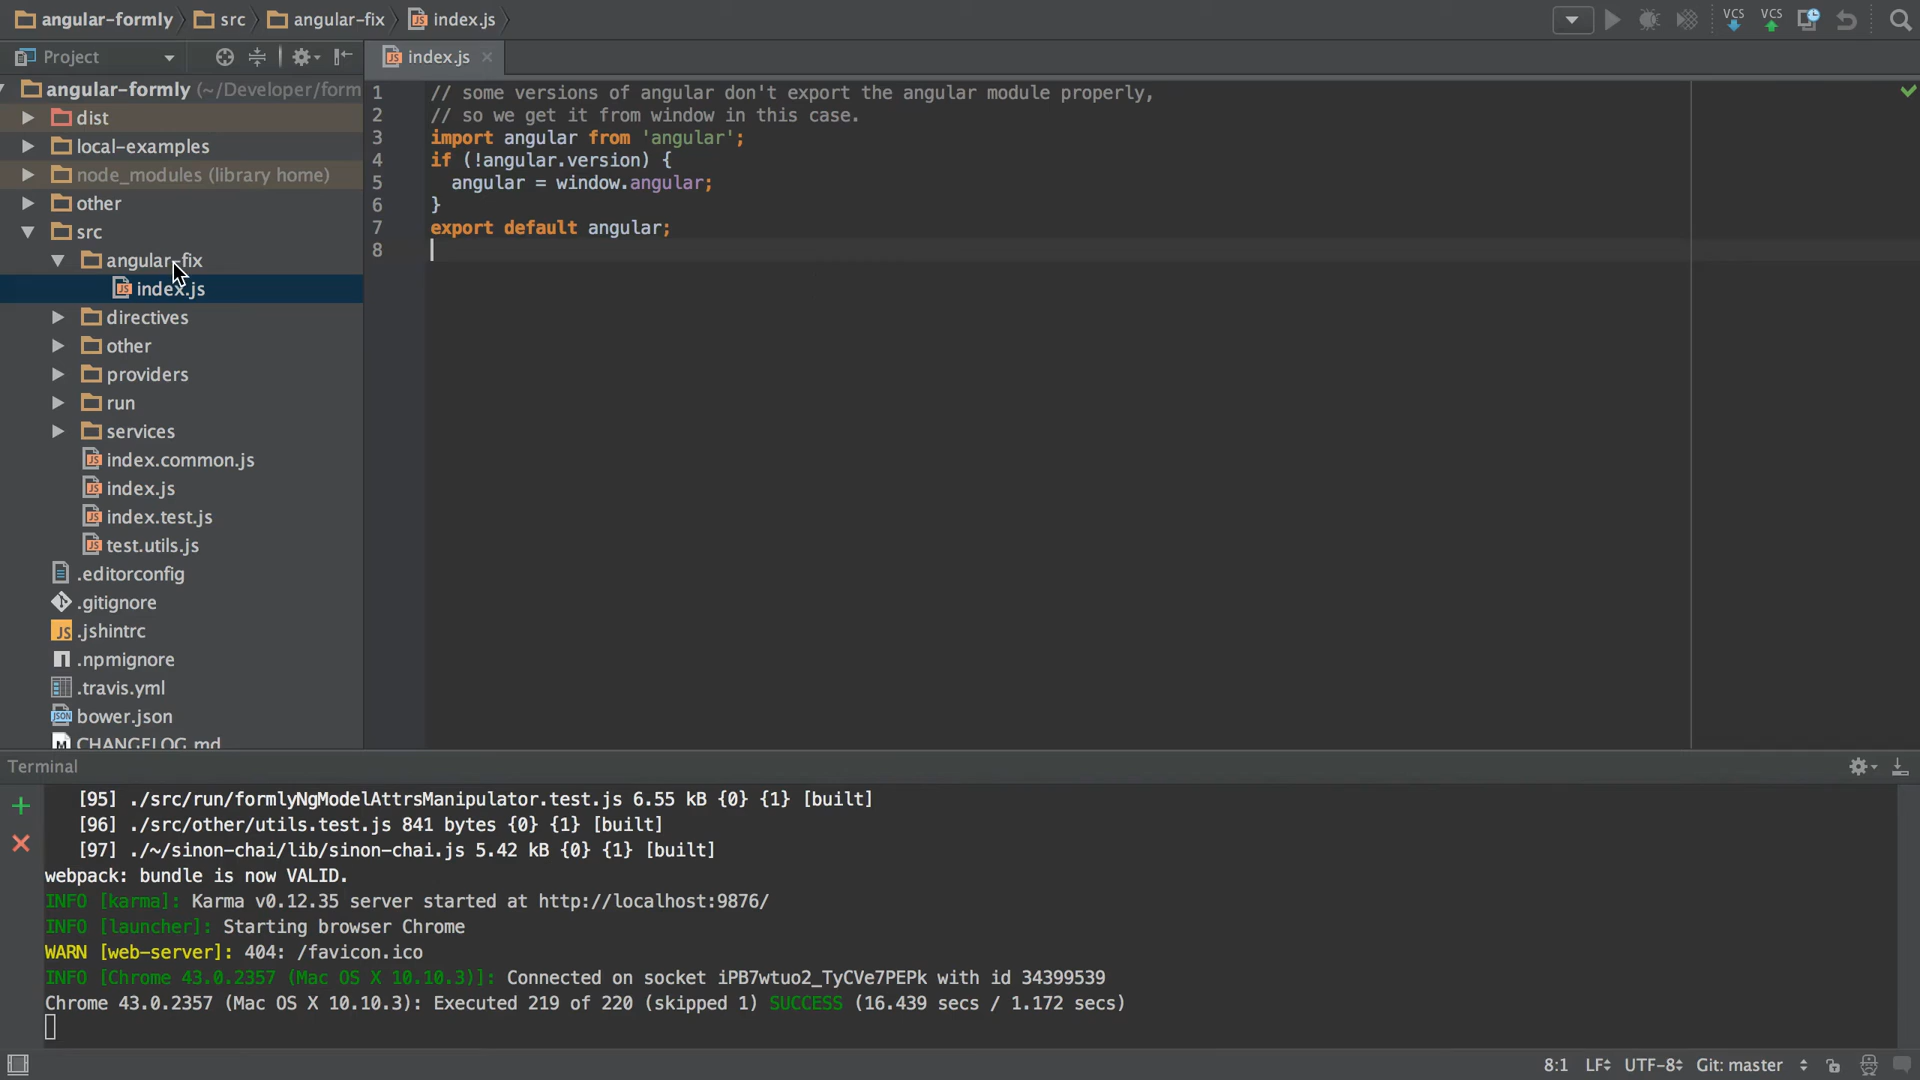 angular-formly src angular-fix index.js
VCS VCS
Project
index.js
angular-formly (~/Developer/form
dist
local-examples
node_modules (library home)
other
src
angular-fix
index.js
directives
other
providers
run
services
index.common.js
index.js
index.test.js
test.utils.js
.editorconfig
.gitignore
.jshintrc
.npmignore
.travis.yml
bower.json
CHANGELOG.md
1 // some versions of angular don't export the angular module properly,
2 // so we get it from window in this case.
3 import angular from 'angular';
4 if (!angular.version) {
5 angular = window.angular;
6 }
7 export default angular;
8
Terminal
[95] ./src/run/formlyNgModelAttrsManipulator.test.js 6.55 kB {0} {1} [built]
[96] ./src/other/utils.test.js 841 bytes {0} {1} [built]
[97] ./~/sinon-chai/lib/sinon-chai.js 5.42 kB {0} {1} [built]
webpack: bundle is now VALID.
INFO [karma]: Karma v0.12.35 server started at http://localhost:9876/
INFO [launcher]: Starting browser Chrome
WARN [web-server]: 404: /favicon.ico
INFO [Chrome 43.0.2357 (Mac OS X 10.10.3)]: Connected on socket iPB7wtuo2_TyCVe7PEPk with id 34399539
Chrome 43.0.2357 (Mac OS X 10.10.3): Executed 219 of 220 (skipped 1) SUCCESS (16.439 secs / 1.172 secs)
8:1 LF UTF-8 Git: master